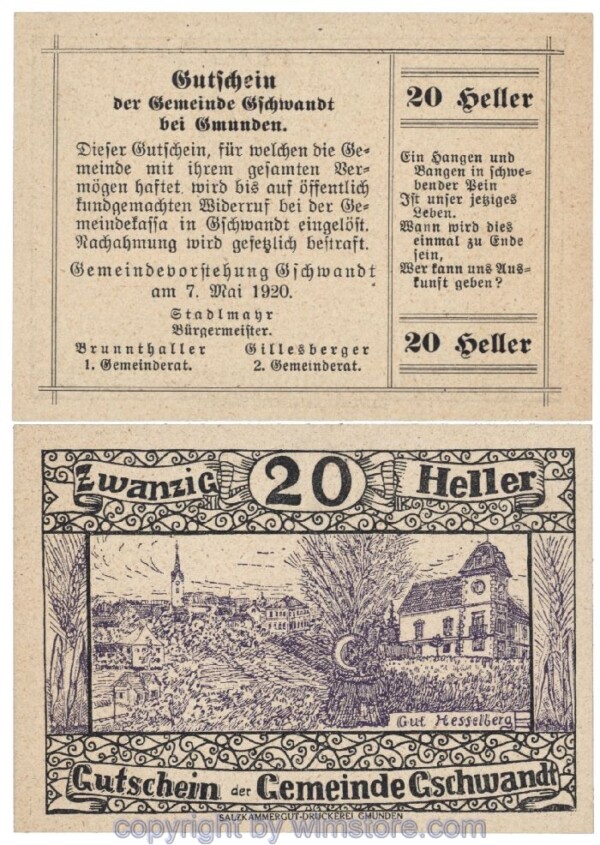 Gutschein
der Gemeinde Gschwandt
bei Gmunden.
Dieser Gutschein, für welchen die Ge-
meinde mit ihrem gesamten Ver-
mögen haftet wird bis auf öffentlich
kundgemachten Widerruf bei der Ge-
meindekassa in Gschwandt eingelöst.
Nachahmung wird gesetzlich bestraft.
Gemeindevorstehung Gschwandt
am 7. Mai 1920.
Stadlmayr
Bürgermeister.
Brunnthaller Gillesberger
1. Gemeinderat. 2. Gemeinderat.
20 Heller
Ein Hangen und
Bangen in schwe-
bender Pein
Ist unser jetziges
Leben.
Wann wird dies
einmal zu Ende
sein,
Wer kann uns Aus-
kunft geben?
20 Heller
Zwanzig 20 Heller
Gut Hesselberg
Gutschein der Gemeinde Gschwandt
SALZKAMMERGUT-DRUCKEREI GMUNDEN
copyright by wimstore.com